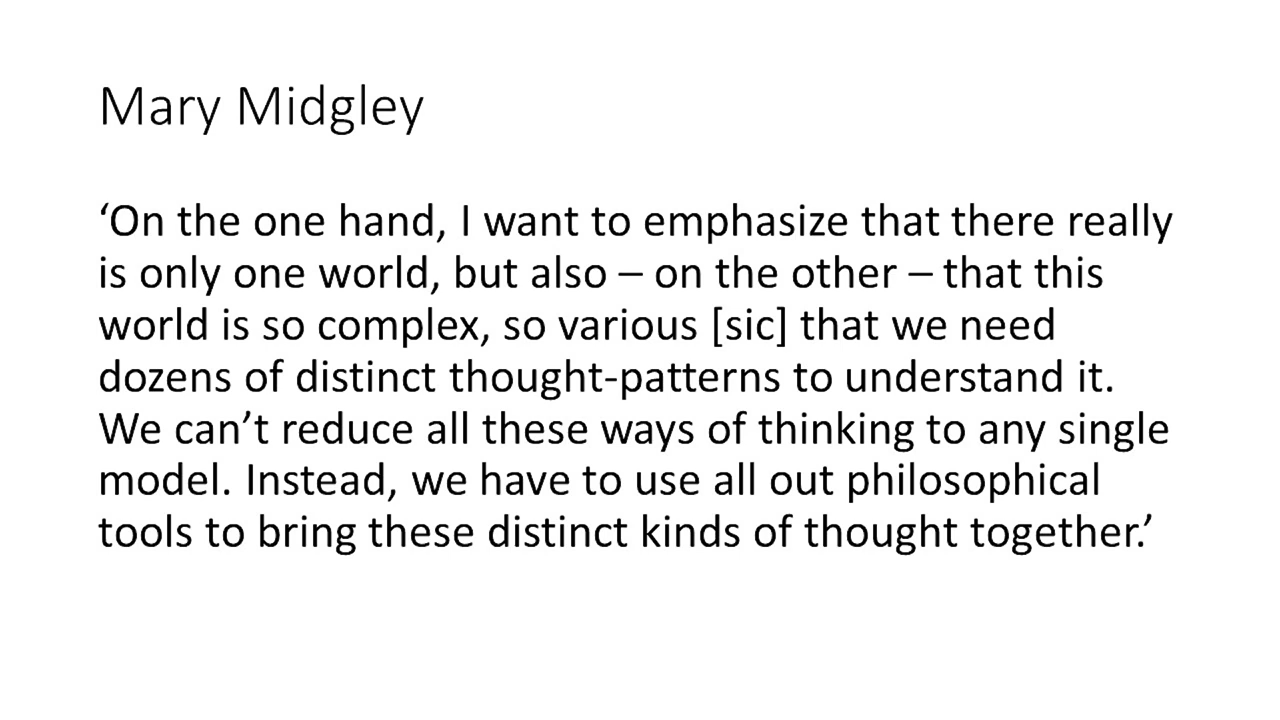 Mary Midgley
‘On the one hand, I want to emphasize that there really
is only one world, but also – on the other – that this
world is so complex, so various [sic] that we need
dozens of distinct thought-patterns to understand it.
We can’t reduce all these ways of thinking to any single
model. Instead, we have to use all out philosophical
tools to bring these distinct kinds of thought together.’